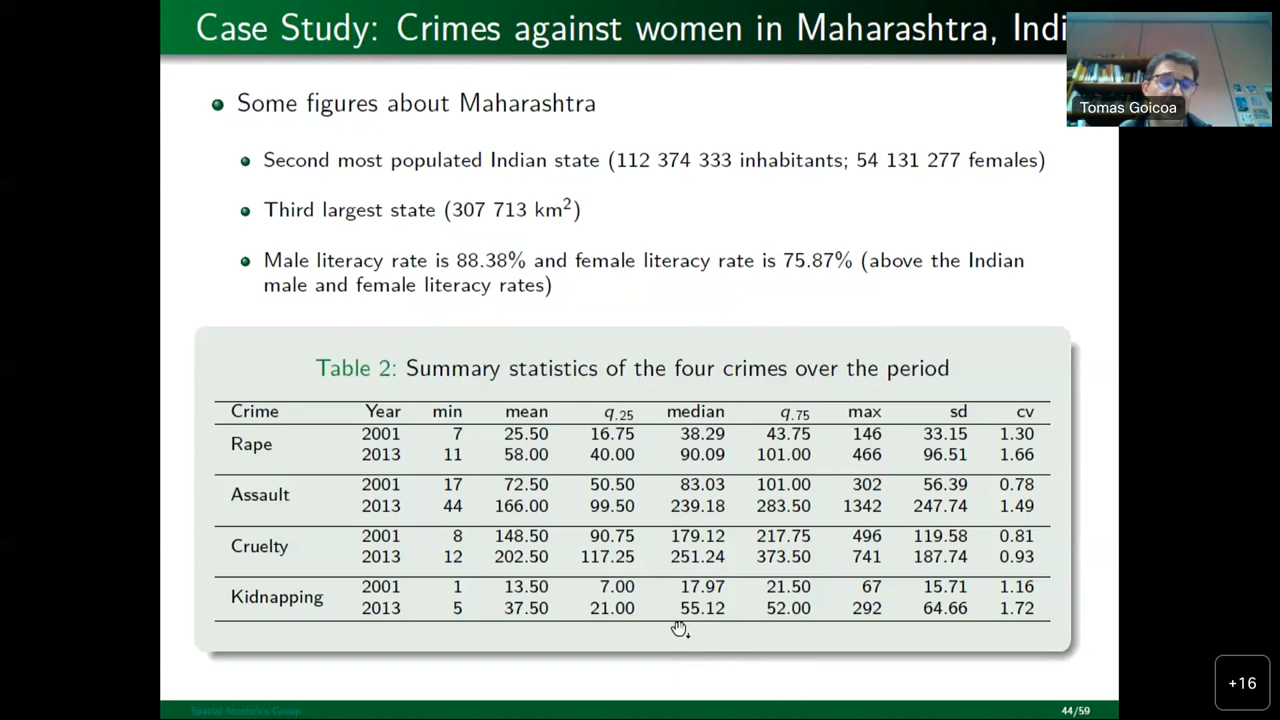 Case Study: Crimes against women in Maharashtra, Indi
Tomas Goicoa
Some figures about Maharashtra
Second most populated Indian state (112 374 333 inhabitants; 54 131 277 females)
Third largest state (307 713 km²)
Male literacy rate is 88.38% and female literacy rate is 75.87% (above the Indian
male and female literacy rates)
Table 2: Summary statistics of the four crimes over the period
Crime Year min mean q.25 median q.75 max sd cv
Rape 2001 7 25.50 16.75 38.29 43.75 146 33.15 1.30
2013 11 58.00 40.00 90.09 101.00 466 96.51 1.66
Assault 2001 17 72.50 50.50 83.03 101.00 302 56.39 0.78
2013 44 166.00 99.50 239.18 283.50 1342 247.74 1.49
Cruelty 2001 8 148.50 90.75 179.12 217.75 496 119.58 0.81
2013 12 202.50 117.25 251.24 373.50 741 187.74 0.93
Kidnapping 2001 1 13.50 7.00 17.97 21.50 67 15.71 1.16
2013 5 37.50 21.00 55.12 52.00 292 64.66 1.72
+16
Spatial Statistics Group
44/59